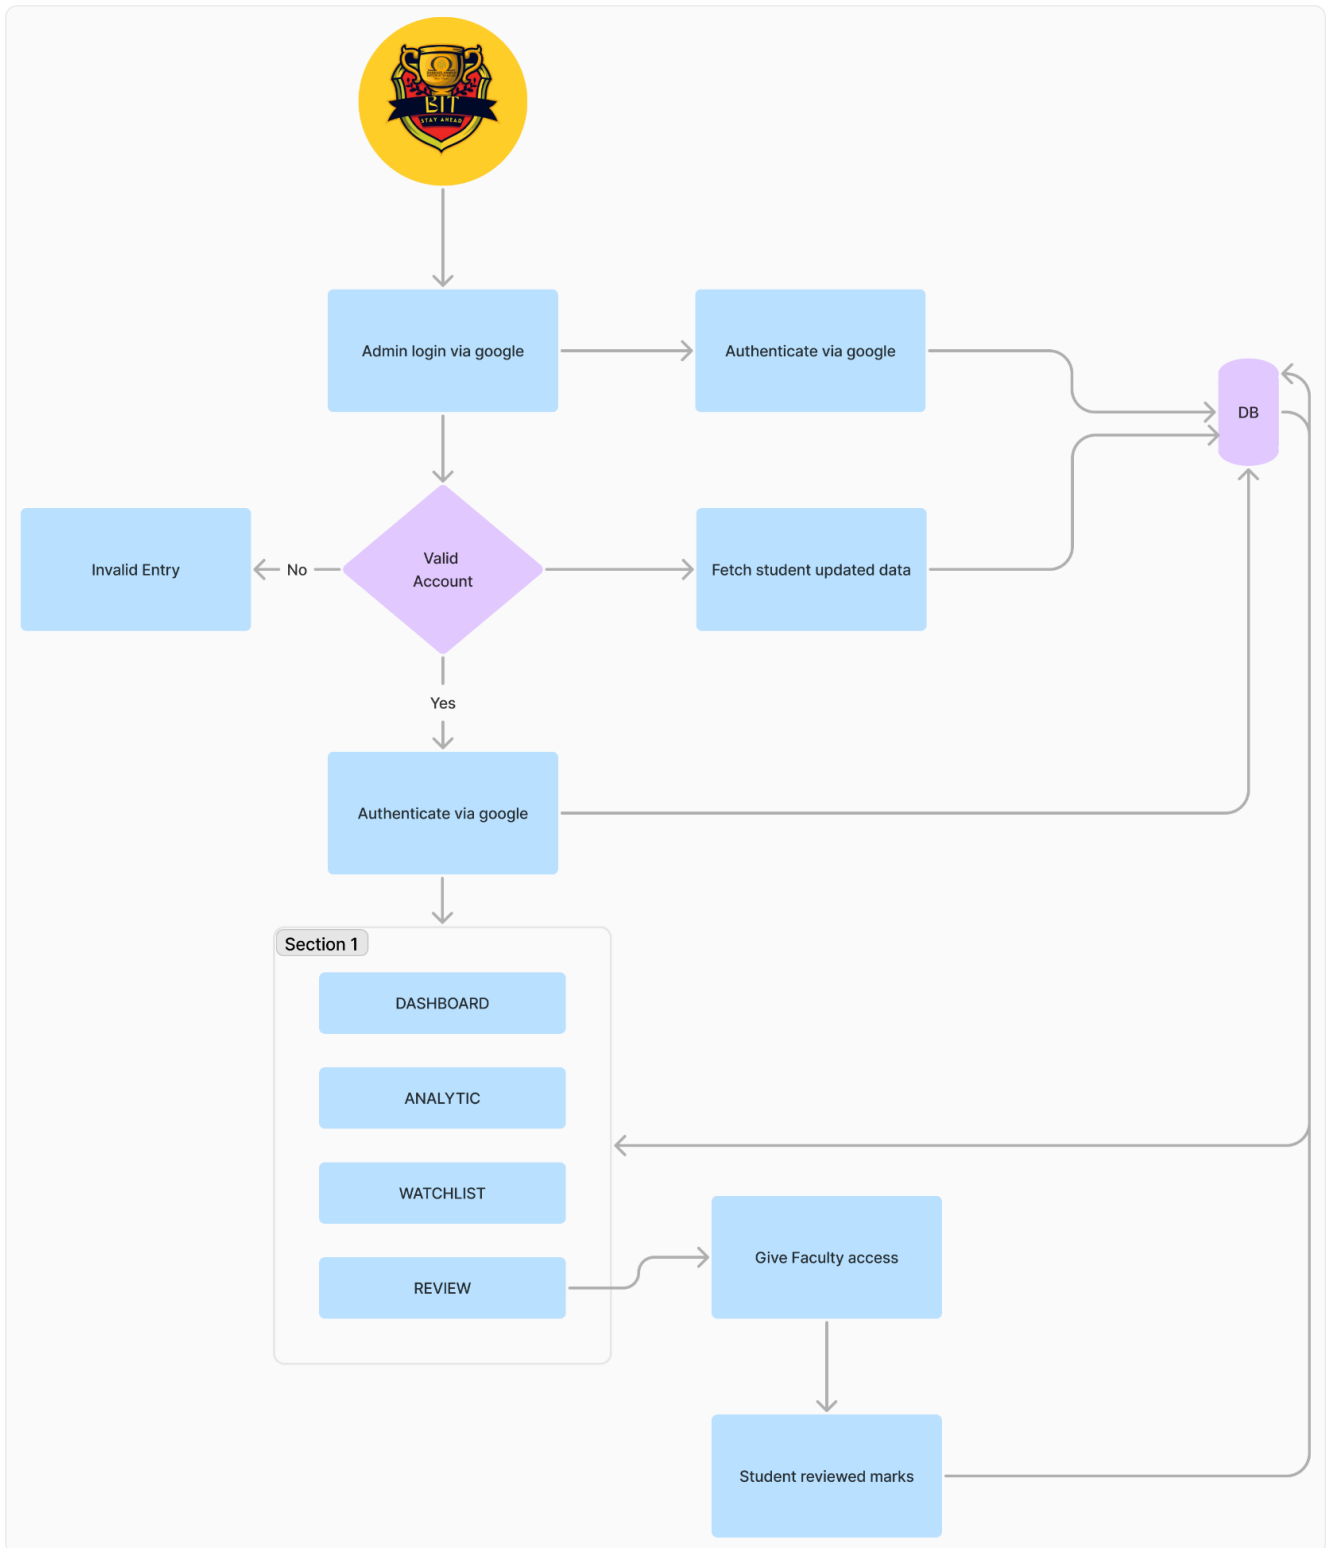 BIT
STAY AHEAD
Admin login via google
Authenticate via google
DB
Valid
Account
Invalid Entry
No
Fetch student updated data
Yes
Authenticate via google
Section 1
DASHBOARD
ANALYTIC
WATCHLIST
REVIEW
Give Faculty access
Student reviewed marks